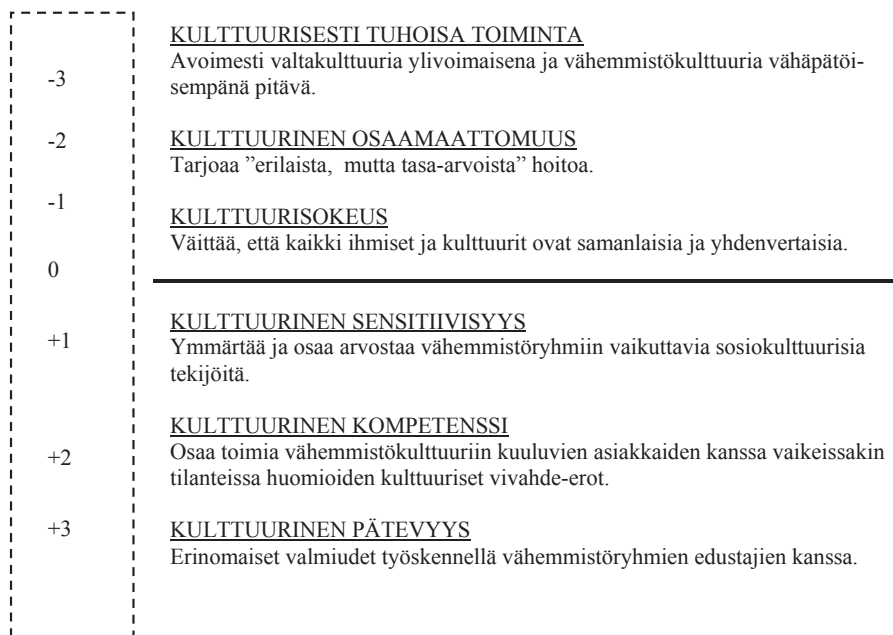 KULTTUURISESTI TUHOISA TOIMINTA
Avoimesti valtakulttuuria ylivoimaisena ja vähemmistökulttuuria vähäpätöi-
-3
sempänä pitävä.
-2
KULTTUURINEN OSAAMAATTOMUUS
Tarjoaa ”erilaista, mutta tasa-arvoista” hoitoa.
-1
KULTTUURISOKEUS
Väittää, että kaikki ihmiset ja kulttuurit ovat samanlaisia ja yhdenvertaisia.
0
KULTTUURINEN SENSITIIVISYYS
+1
Ymmärtää ja osaa arvostaa vähemmistöryhmiin vaikuttavia sosiokulttuurisia
tekijöitä.
KULTTUURINEN KOMPETENSSI
Osaa toimia vähemmistökulttuuriin kuuluvien asiakkaiden kanssa vaikeissakin
+2
tilanteissa huomioiden kulttuuriset vivahde-erot.
+3
KULTTUURINEN PÄTEVYYS
Erinomaiset valmiudet työskennellä vähemmistöryhmien edustajien kanssa.